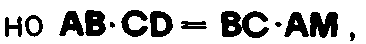 но AB·CD = BC·AM,